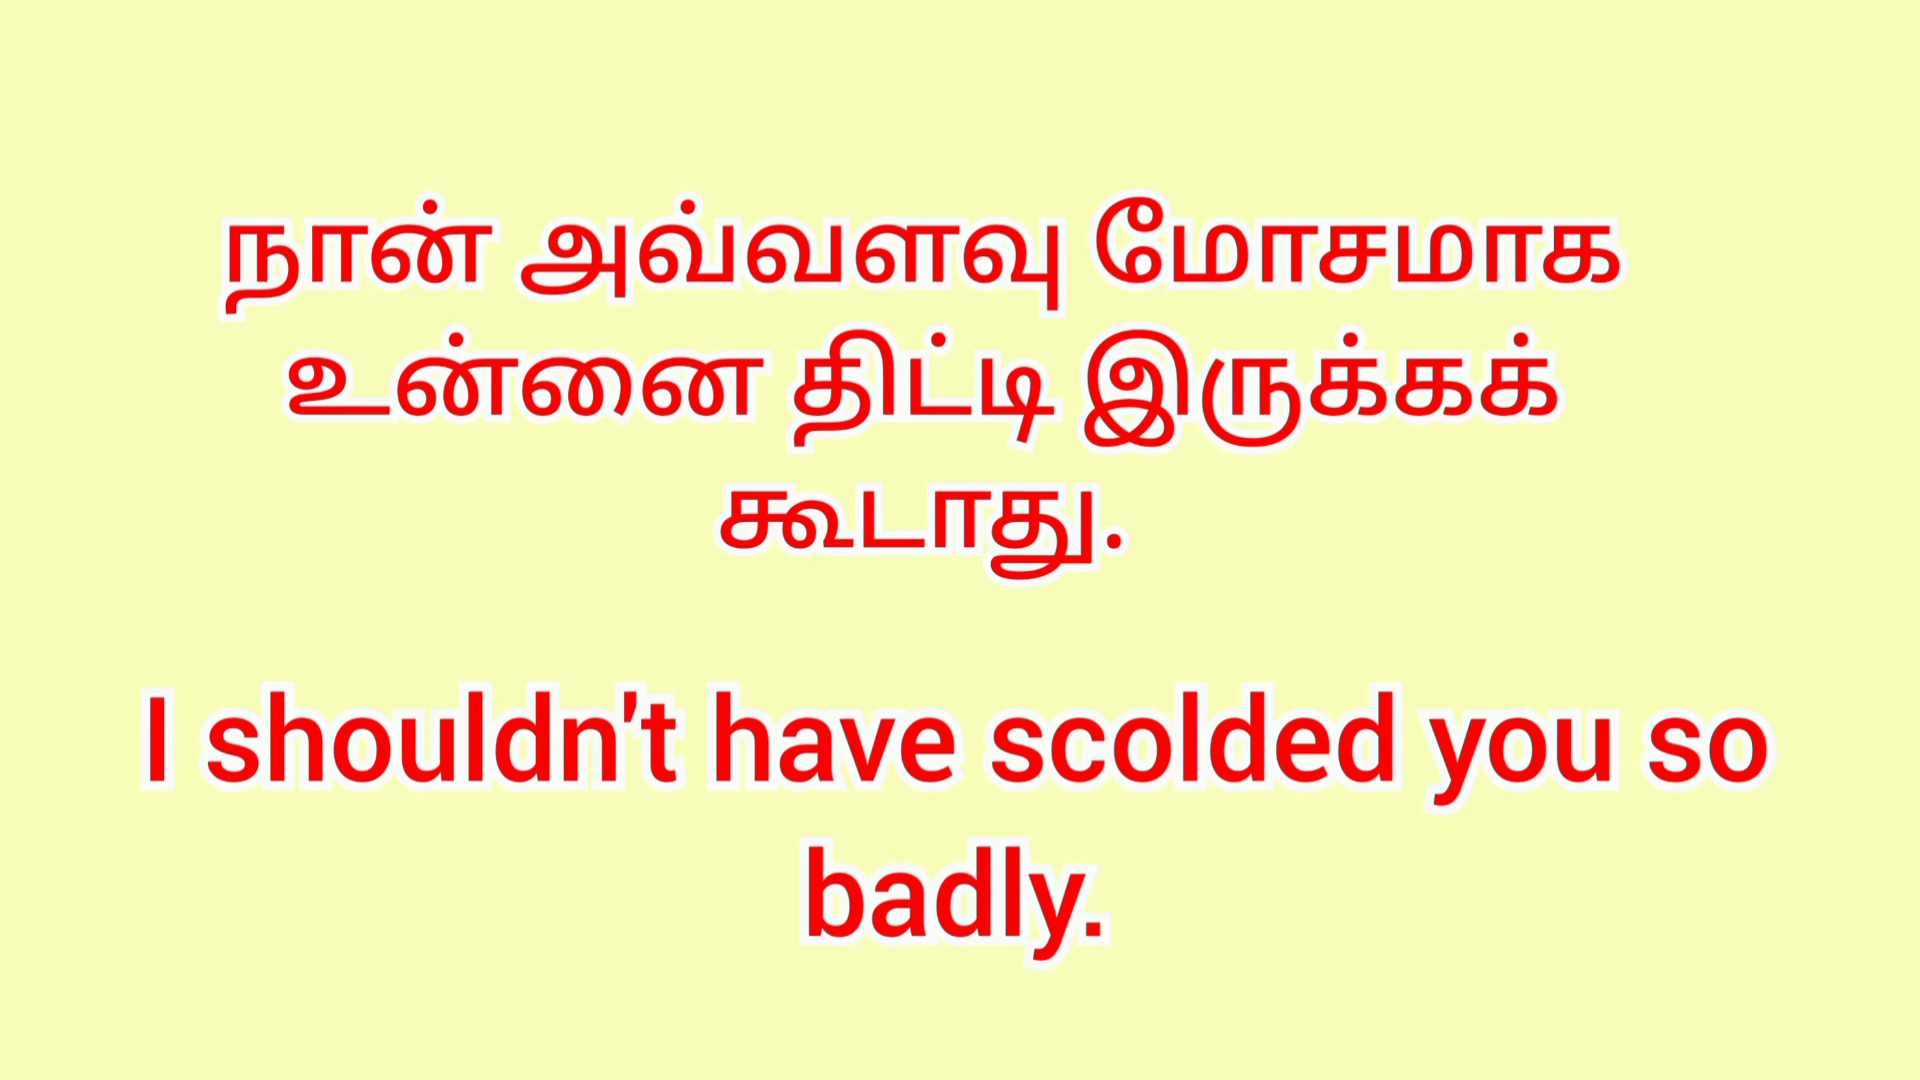 நான் அவ்வளவு மோசமாக
உன்னை திட்டி இருக்கக்
கூடாது.
I shouldn't have scolded you so
badly.